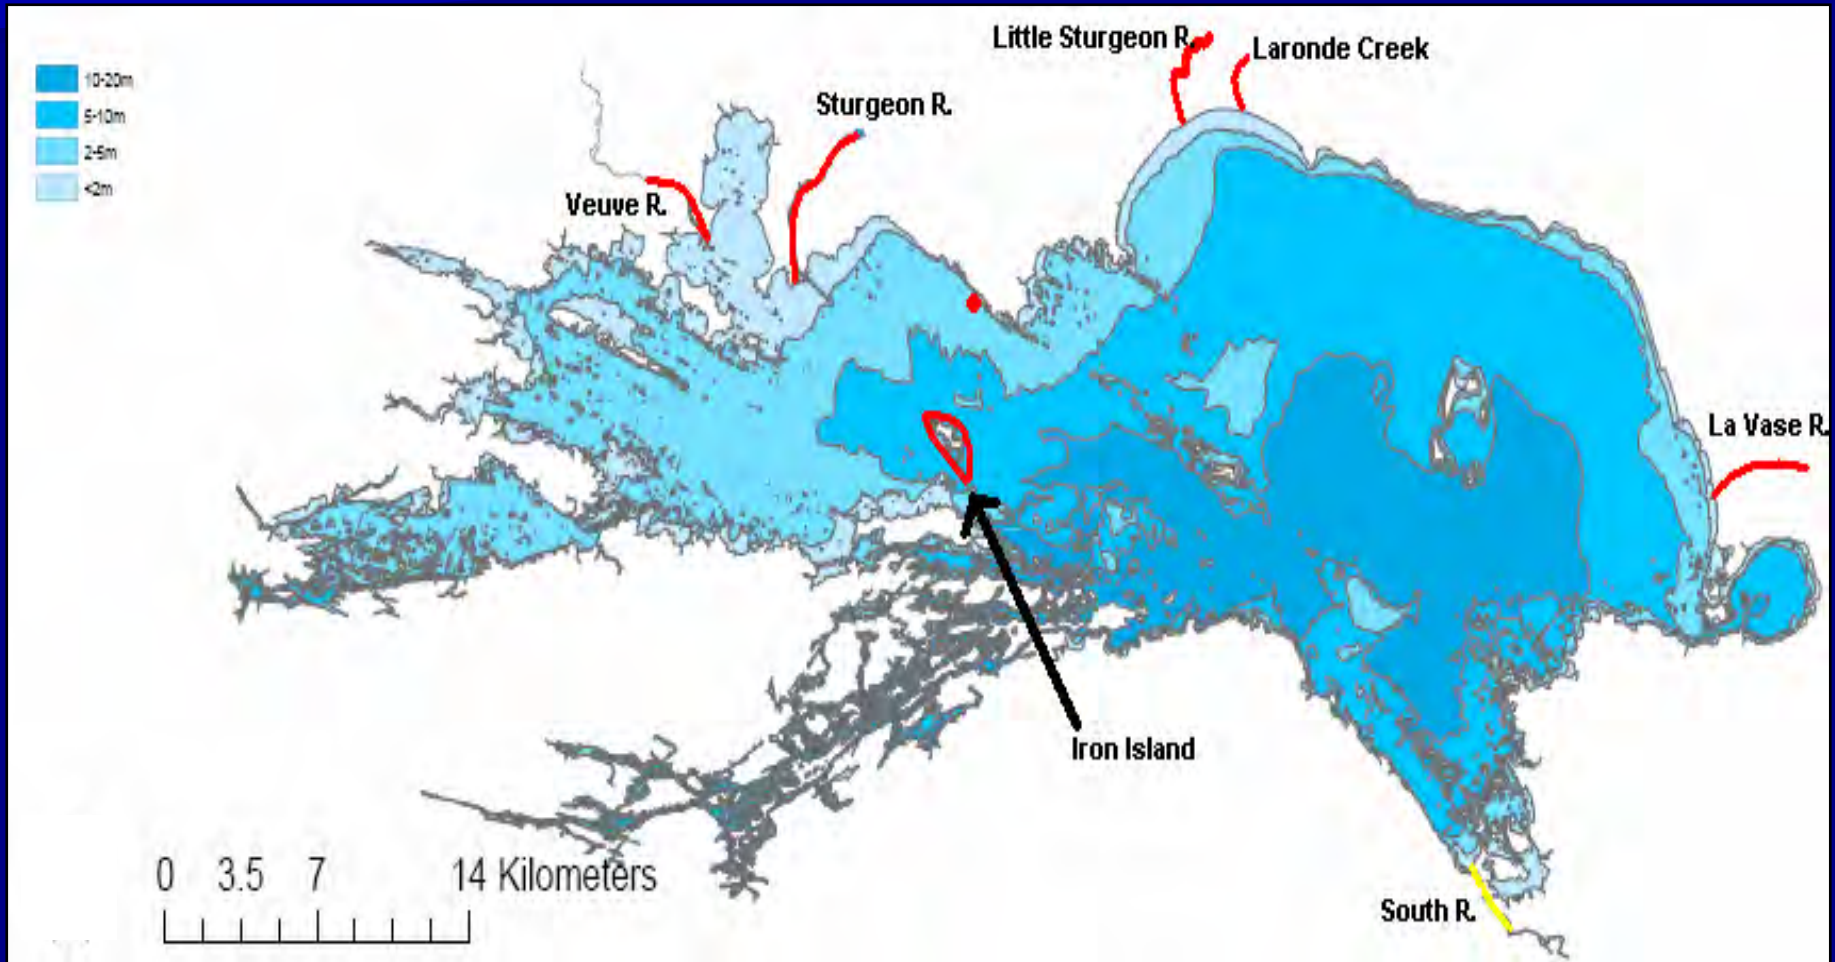 Little Sturgeon R.
Laronde Creek
10-20m
5-10m
2-5m
<2m
Sturgeon R.
Veuve R.
La Vase R.
Iron Island
0 3.5 7 14 Kilometers
South R.